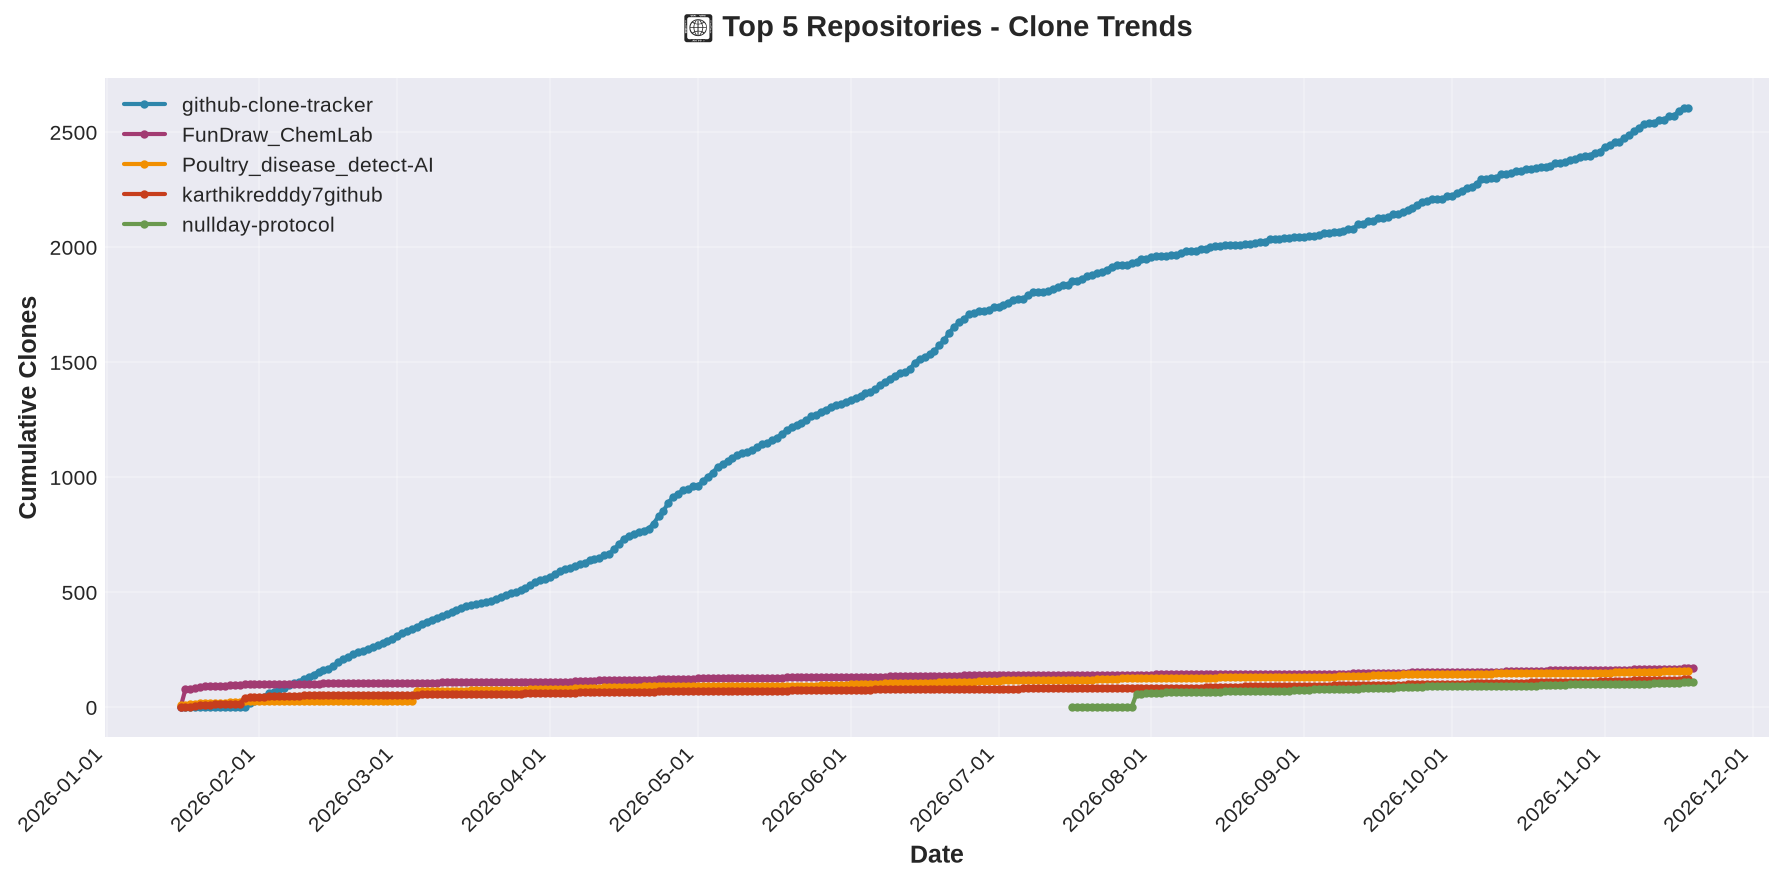 Top 5 Repositories - Clone Trends
github-clone-tracker
FunDraw_ChemLab
Poultry_disease_detect-AI
karthikredddy7github
nullday-protocol
Cumulative Clones
2500
2000
1500
1000
500
0
2026-01-01
2026-02-01
2026-03-01
2026-04-01
2026-05-01
2026-06-01
2026-07-01
2026-08-01
2026-09-01
2026-10-01
2026-11-01
2026-12-01
Date